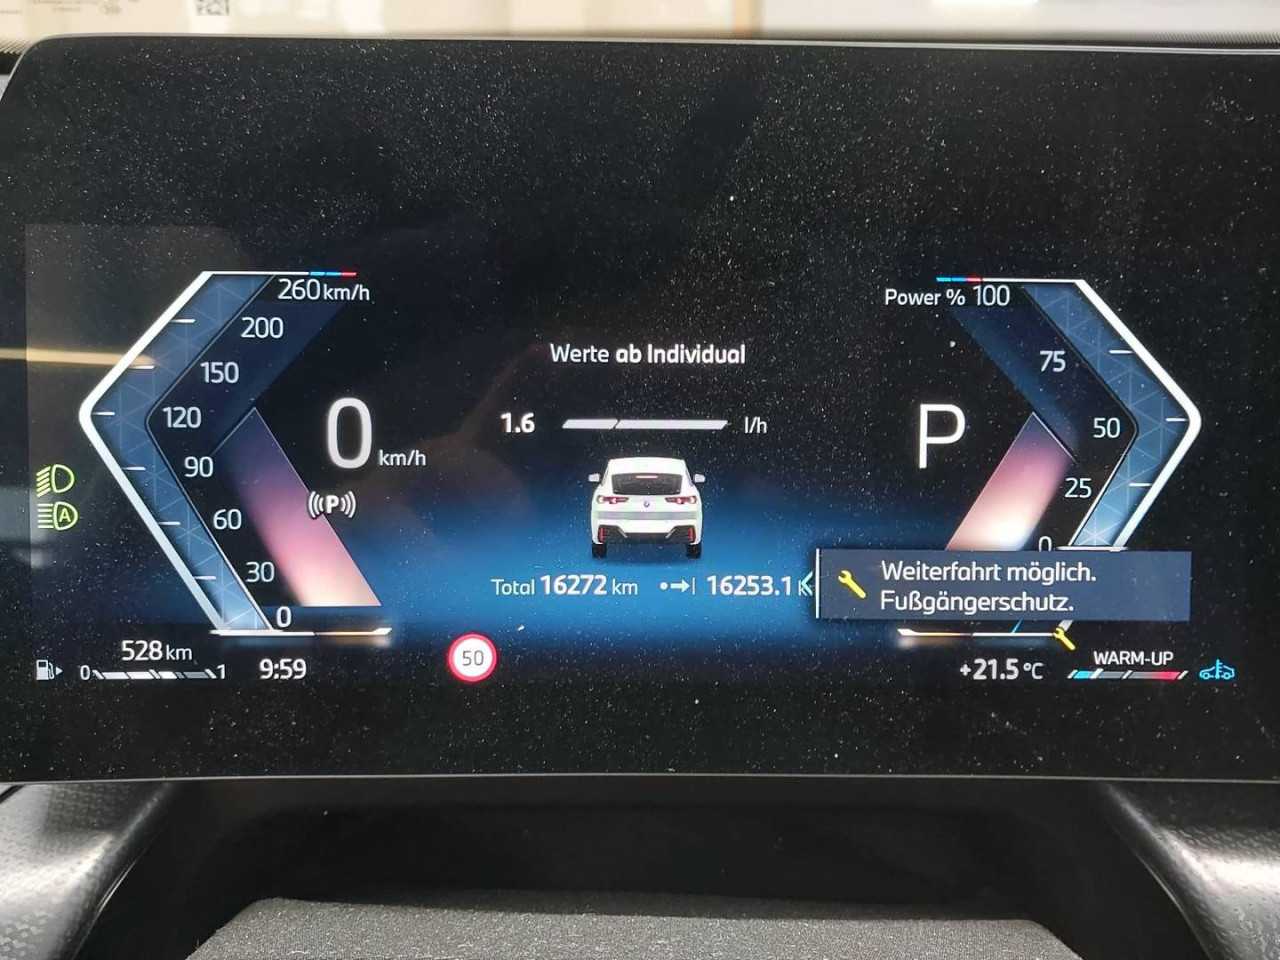 260 km/h
200
150
120
90
60
30
0
0 km/h
((P))
Werte ab Individual
1.6 l/h
Power % 100
75
50
25
0
P
A
Total 16272 km 16253.1
Weiterfahrt möglich.
Fußgängerschutz.
528 km
0 1
9:59
50
+21.5 °C
WARM-UP